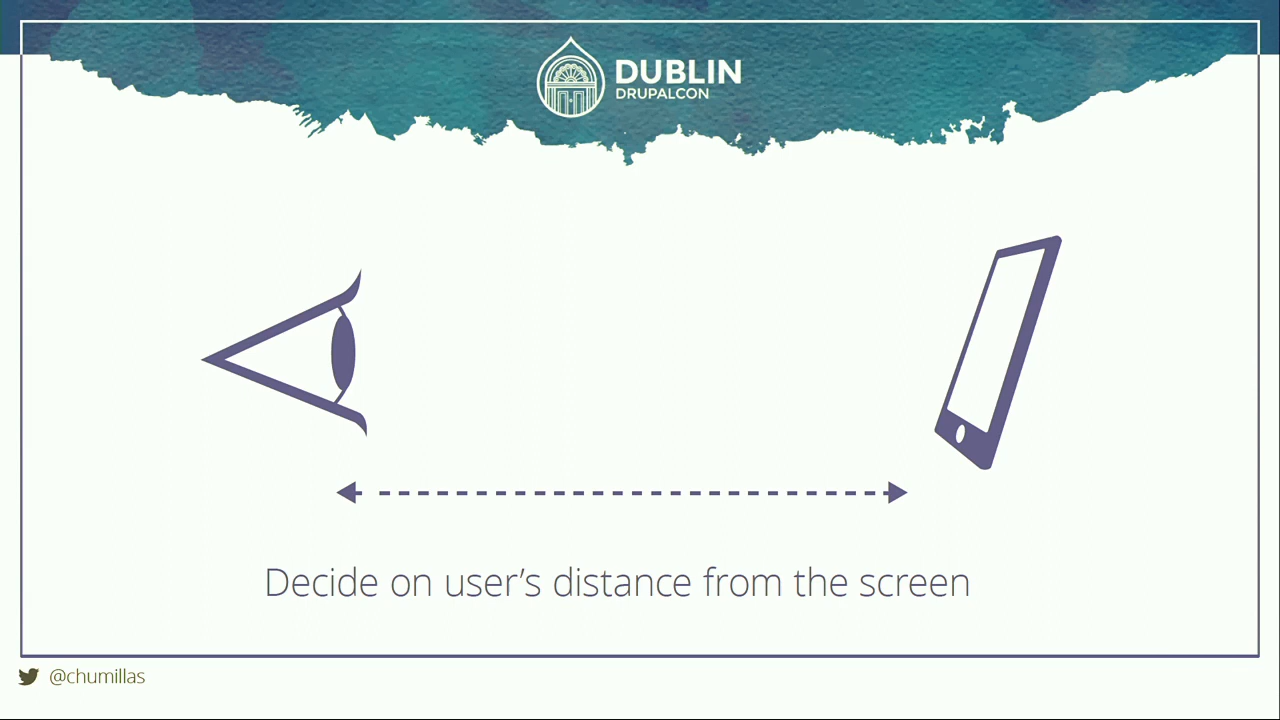 DUBLIN
DRUPALCON
Decide on user’s distance from the screen
@chumillas